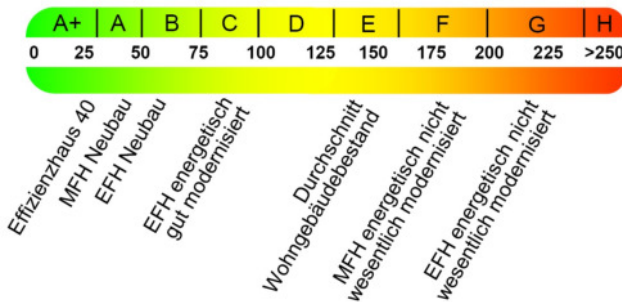 A+ A B C D E F G H
0 25 50 75 100 125 150 175 200 225 >250
Effizienzhaus 40
MFH Neubau
EFH Neubau
EFH energetisch
gut modernisiert
Durchschnitt
Wohngebäudebestand
MFH energetisch nicht
wesentlich modernisiert
EFH energetisch nicht
wesentlich modernisiert